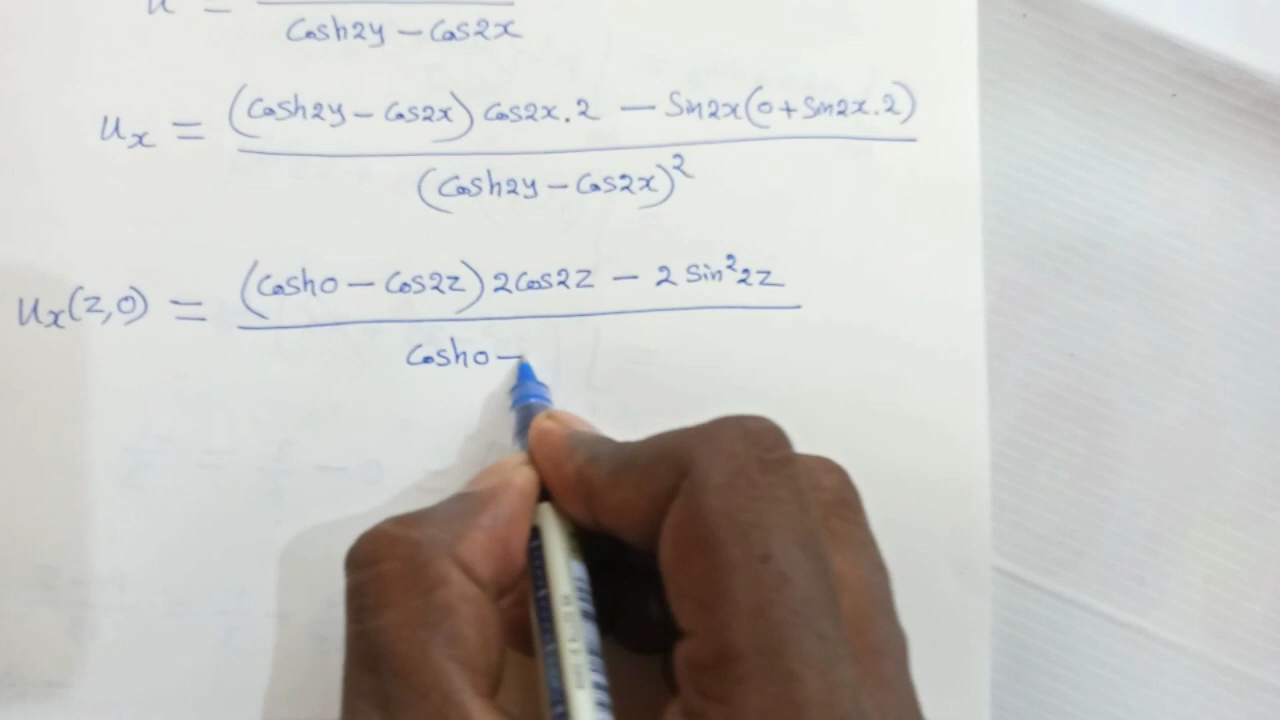 u =
Cosh2y − Cos2x
uₓ = (Cosh2y − Cos2x) Cos2x.2 − Sin2x(0 + Sin2x.2)
(Cosh2y − Cos2x)²
uₓ(z,0) = (Cosh0 − Cos2z) 2Cos2z − 2 Sin²2z
Cosh0 −